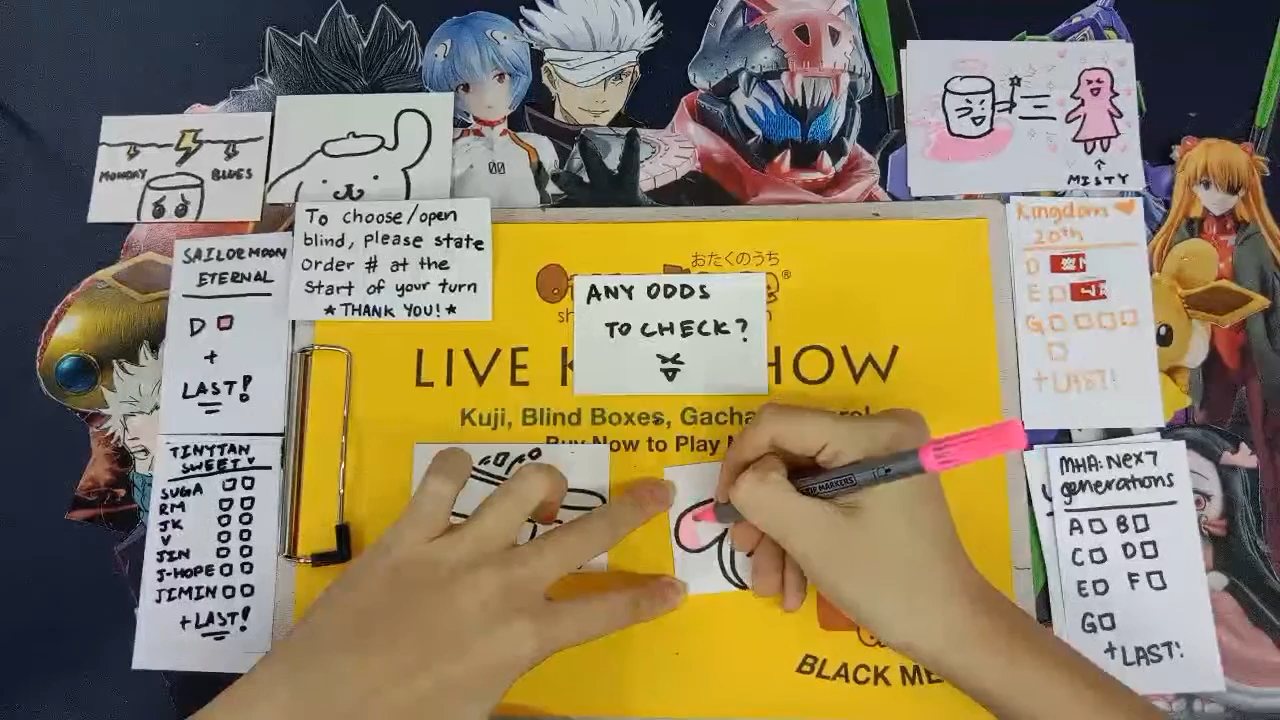 MONDAY BLUES
To choose/open
blind, please state
Order # at the
Start of your turn
★ THANK YOU! ★
SAILORMOON
ETERNAL
D
+
LAST!
TINYTAN
SWEET
SUGA
RM
JK
V
JIN
J-HOPE
JIMIN
+LAST!
00
おたくのうち
ANY ODDS
TO CHECK?
LIVE K HOW
Kuji, Blind Boxes, Gacha
Buy Now to Play
BLACK ME
MISTY
Kingdom
20th
D
E
G
+LAST!
MHA: Next
generations
A B
C D
E F
G
+LAST!